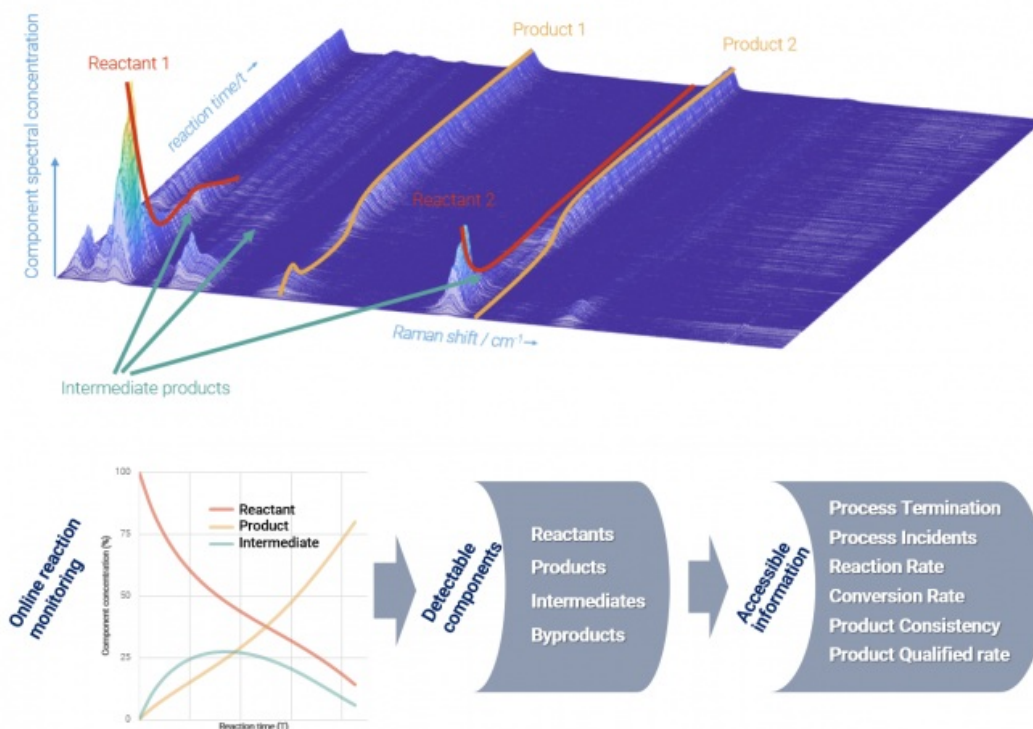 Product 1
Product 2
Reactant 1
reaction time/t →
Component spectral concentration
Reactant 2
Raman shift / cm⁻¹→
Intermediate products
Online reaction
monitoring
Component concentration (%)
100
75
50
25
0
Reactant
Product
Intermediate
Reaction time (T)
Detectable
components
Reactants
Products
Intermediates
Byproducts
Accessible
information
Process Termination
Process Incidents
Reaction Rate
Conversion Rate
Product Consistency
Product Qualified rate